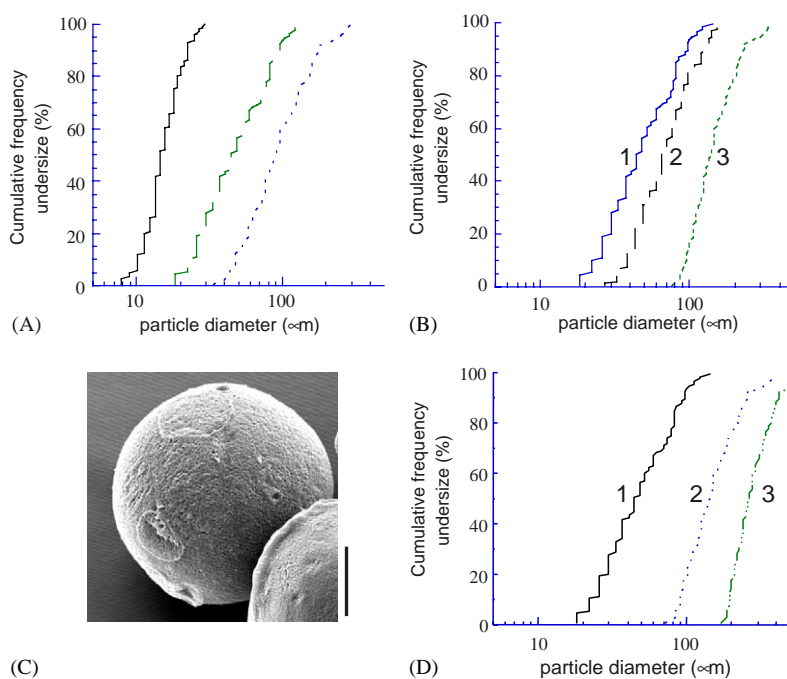 100
80
60
40
20
0
Cumulative frequency
undersize (%)
10
100
particle diameter (∝m)
(A)
100
80
60
40
20
0
Cumulative frequency
undersize (%)
1
2
3
10
100
particle diameter (∝m)
(B)
(C)
100
80
60
40
20
0
Cumulative frequency
undersize (%)
1
2
3
10
100
particle diameter (∝m)
(D)